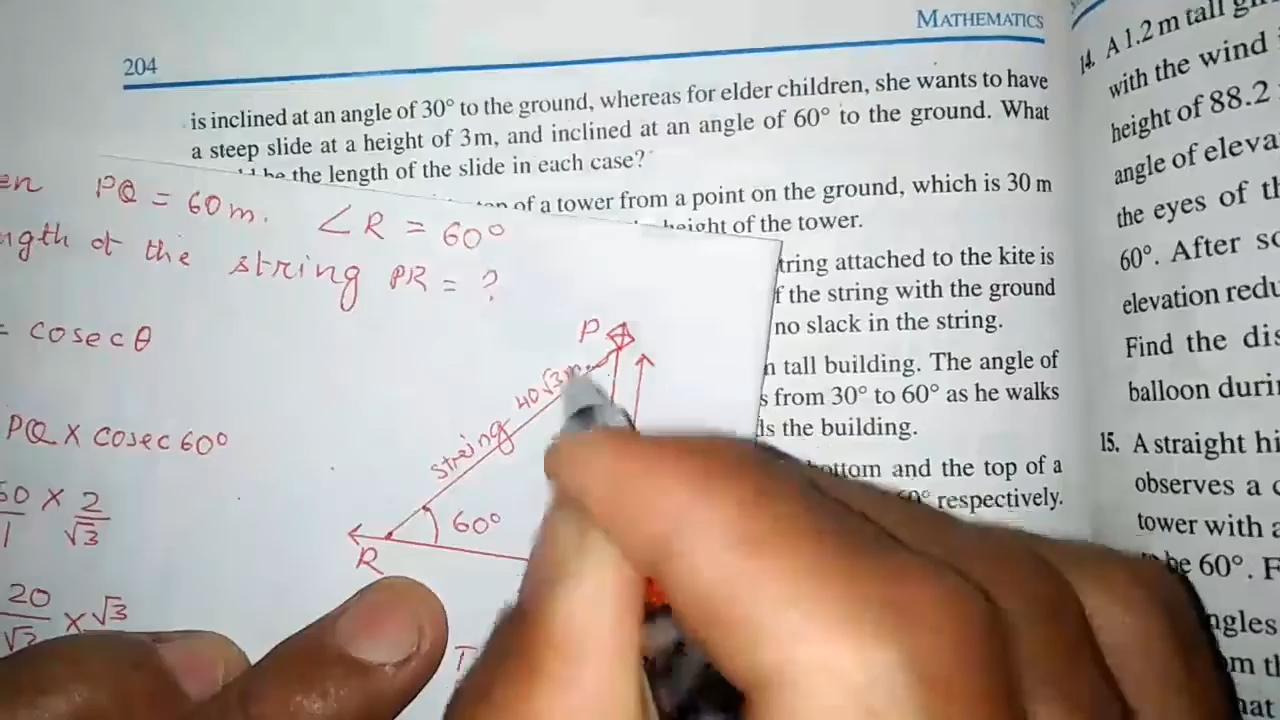 MATHEMATICS
204
is inclined at an angle of 30° to the ground, whereas for elder children, she wants to have
a steep slide at a height of 3m, and inclined at an angle of 60° to the ground. What
be the length of the slide in each case?
of a tower from a point on the ground, which is 30 m
height of the tower.
tring attached to the kite is
f the string with the ground
no slack in the string.
n tall building. The angle of
s from 30° to 60° as he walks
ds the building.
bottom and the top of a
respectively.
en PQ = 60m. ∠R = 60°
ngth of the string PR = ?
= cosec θ
PQ × cosec 60°
60/1 × 2/√3
20/√3 × √3
P
40√3m
string
60°
R
T
14. A 1.2 m tall
with the wind
height of 88.2
angle of eleva
the eyes of th
60°. After so
elevation redu
Find the dis
balloon durin
15. A straight hi
observes a c
tower with a
be 60°. F
ngles
m th
hat